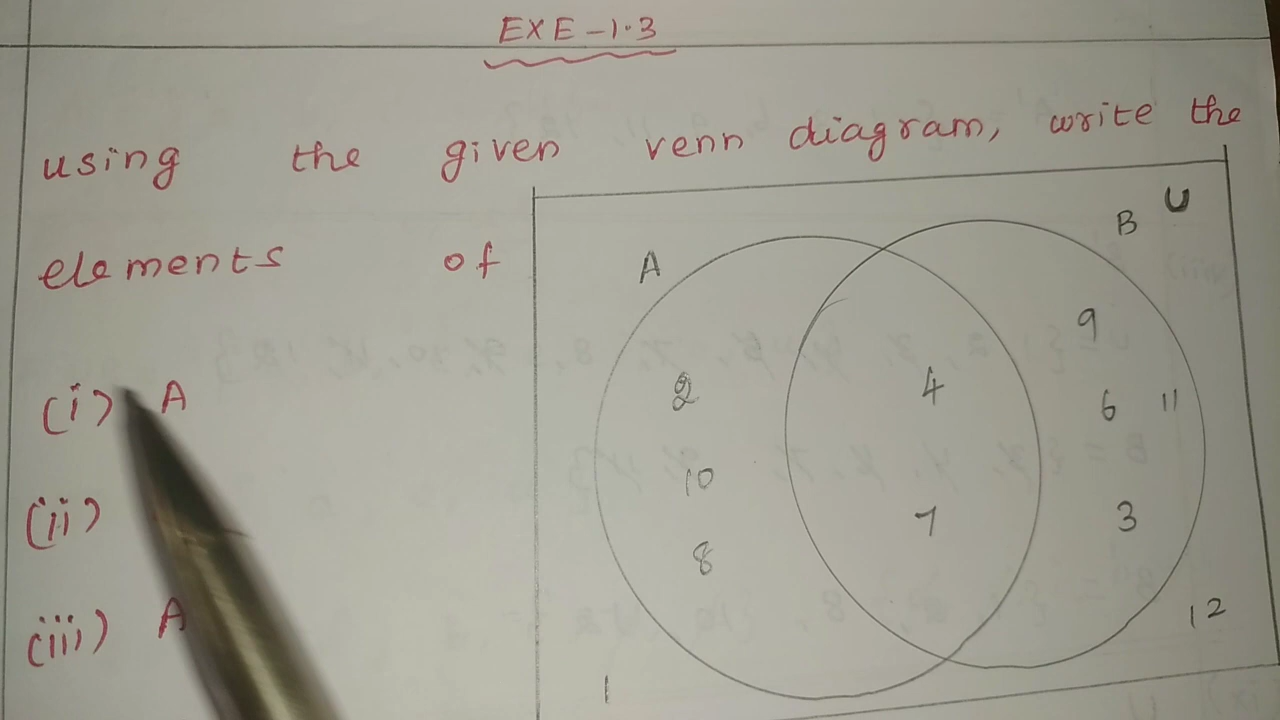 EXE-1.3
using the given venn diagram, write the
elements of
(i) A
(ii)
(iii) A
A B U
9
2 4 6 11
10
7 3
8
12
1